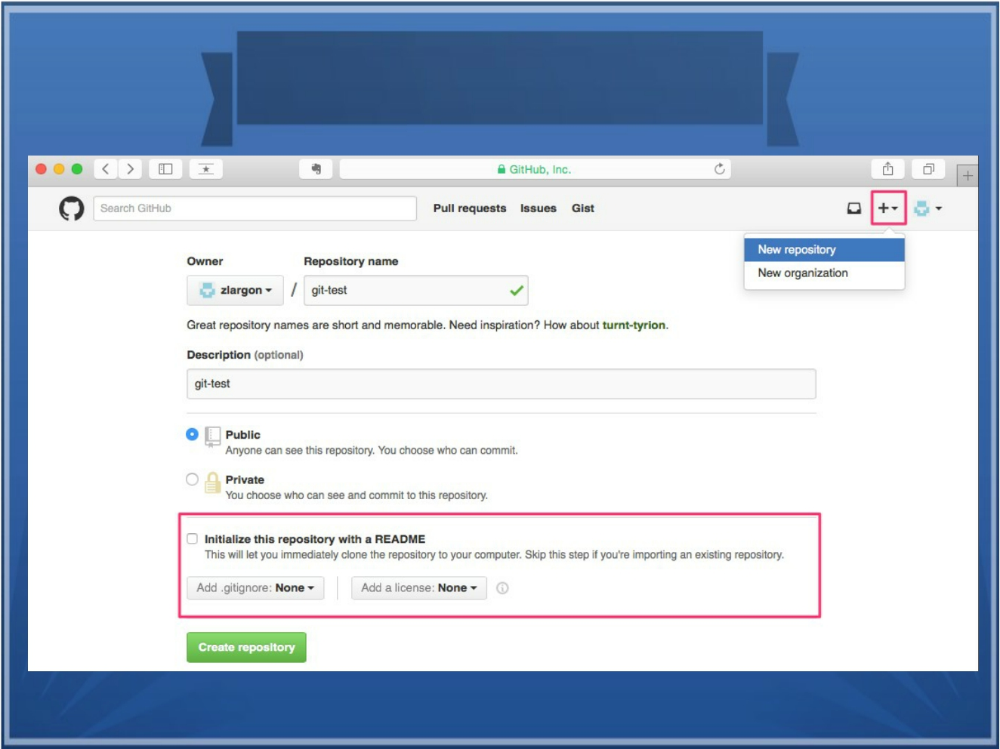 GitHub, Inc.
Search GitHub
Pull requests Issues Gist
New repository
New organization
Owner Repository name
zlargon / git-test
Great repository names are short and memorable. Need inspiration? How about turnt-tyrion.
Description (optional)
git-test
Public
Anyone can see this repository. You choose who can commit.
Private
You choose who can see and commit to this repository.
Initialize this repository with a README
This will let you immediately clone the repository to your computer. Skip this step if you're importing an existing repository.
Add .gitignore: None Add a license: None
Create repository